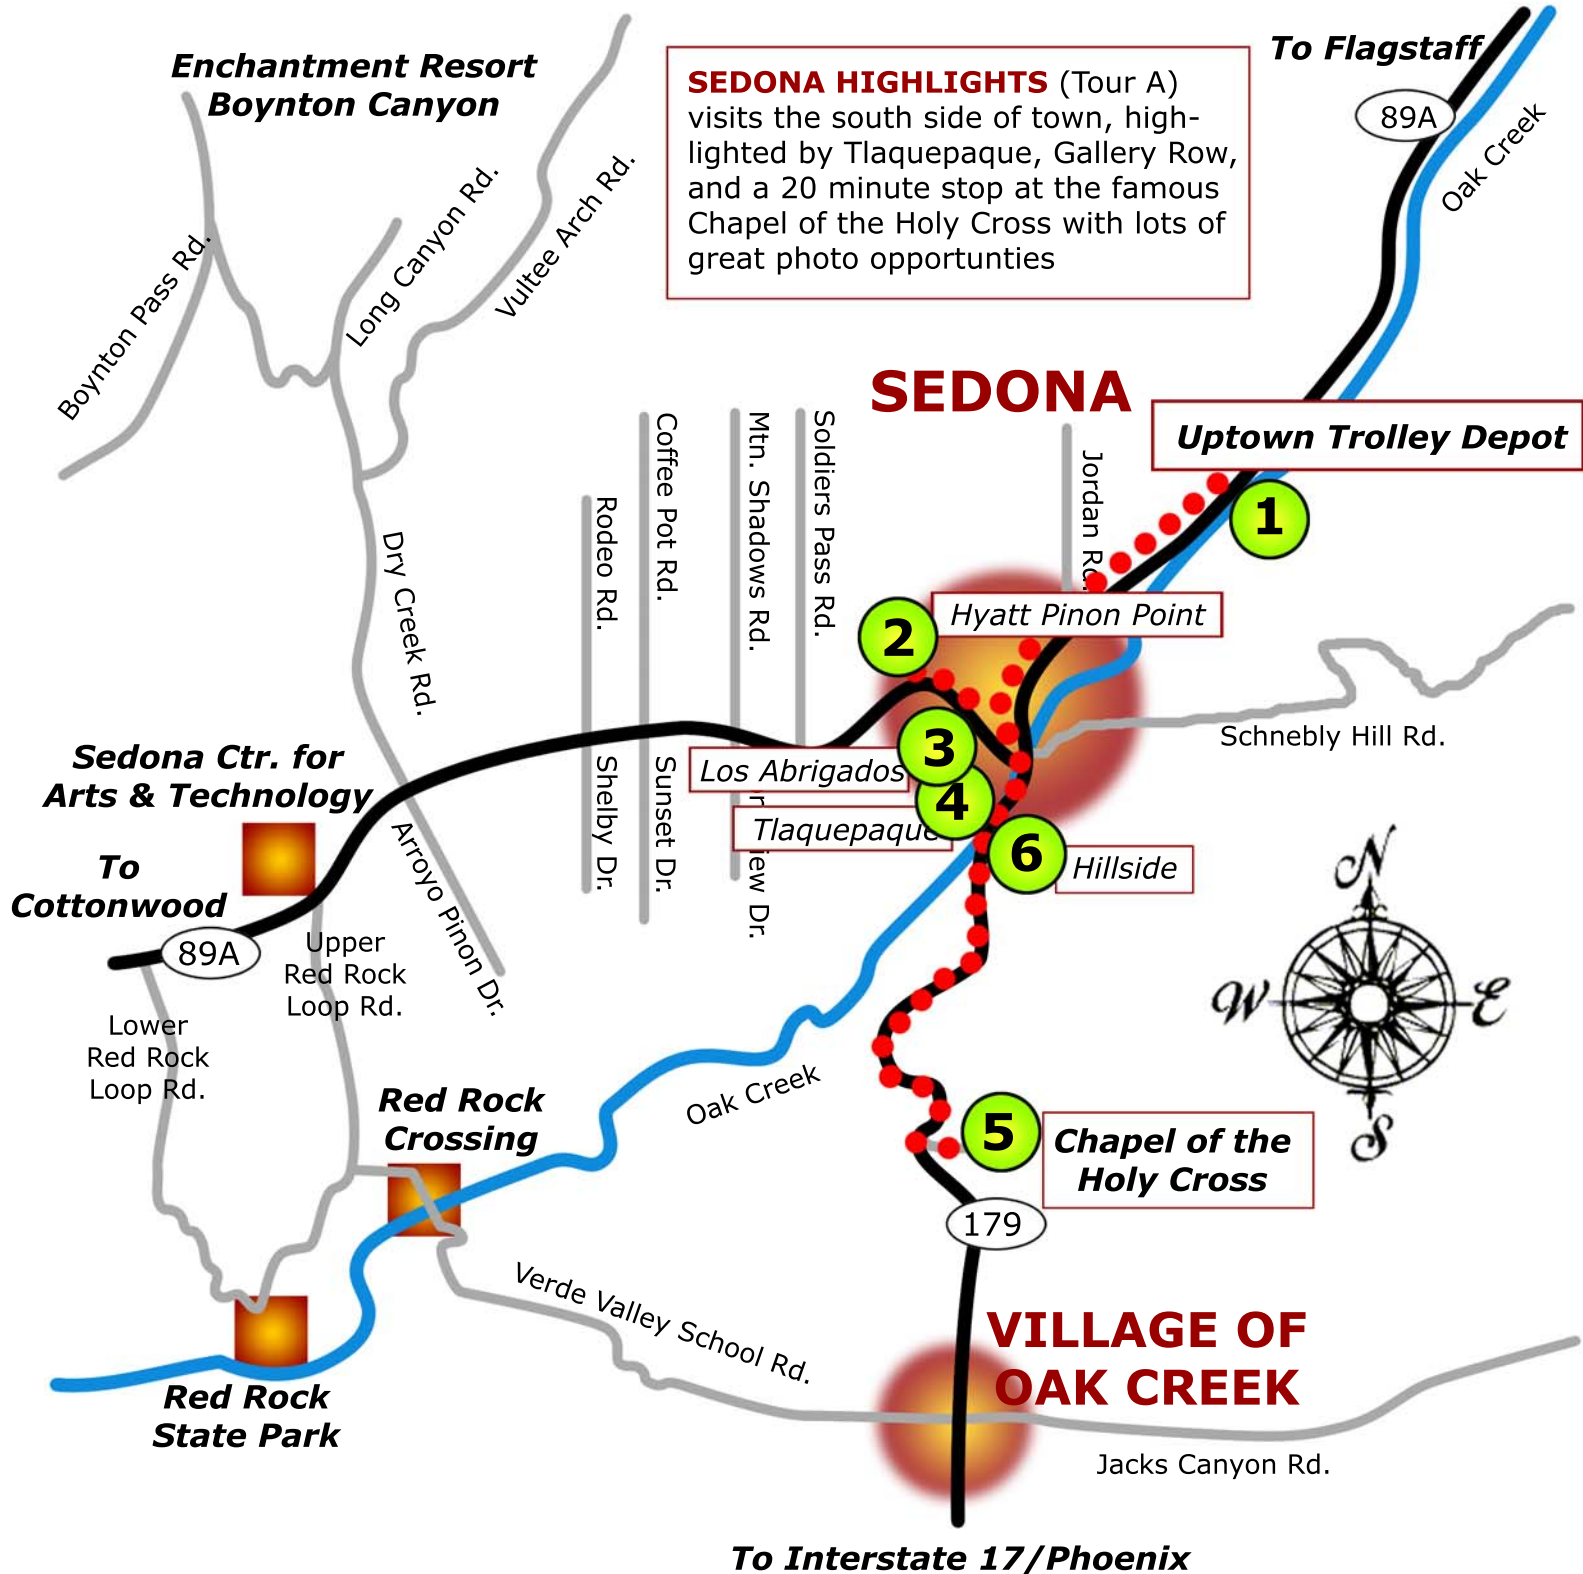 Enchantment Resort
Boynton Canyon
SEDONA HIGHLIGHTS (Tour A)
visits the south side of town, high-
lighted by Tlaquepaque, Gallery Row,
and a 20 minute stop at the famous
Chapel of the Holy Cross with lots of
great photo opportunties
To Flagstaff
89A
Oak Creek
Boynton Pass Rd.
Long Canyon Rd.
Vultee Arch Rd.
SEDONA
Uptown Trolley Depot
1
Jordan Rd.
Dry Creek Rd.
Rodeo Rd.
Coffee Pot Rd.
Mtn. Shadows Rd.
Soldiers Pass Rd.
2
Hyatt Pinon Point
Schnebly Hill Rd.
Sedona Ctr. for
Arts & Technology
Shelby Dr.
Sunset Dr.
Dr.
Los Abrigados
3
Tlaquepaque
4
6
Hillside
To
Cottonwood
89A
Arroyo Pinon Dr.
Upper
Red Rock
Loop Rd.
Lower
Red Rock
Loop Rd.
N
W
E
S
Oak Creek
Red Rock
Crossing
5
Chapel of the
Holy Cross
179
Verde Valley School Rd.
VILLAGE OF
OAK CREEK
Red Rock
State Park
Jacks Canyon Rd.
To Interstate 17/Phoenix